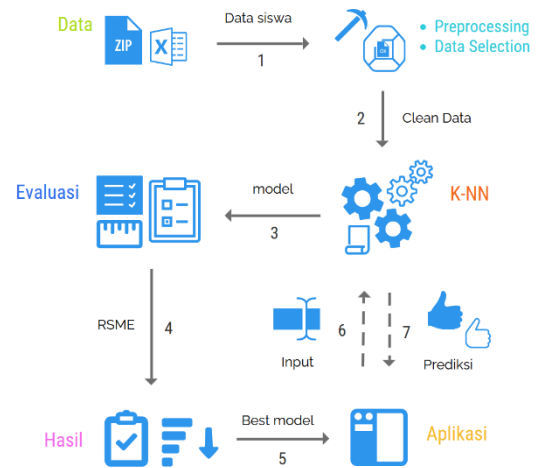 Data
ZIP
X
Data siswa
1
• Preprocessing
• Data Selection
2
Clean Data
Evaluasi
model
3
K-NN
RSME
4
Input
6
7
Prediksi
Hasil
Best model
5
Aplikasi